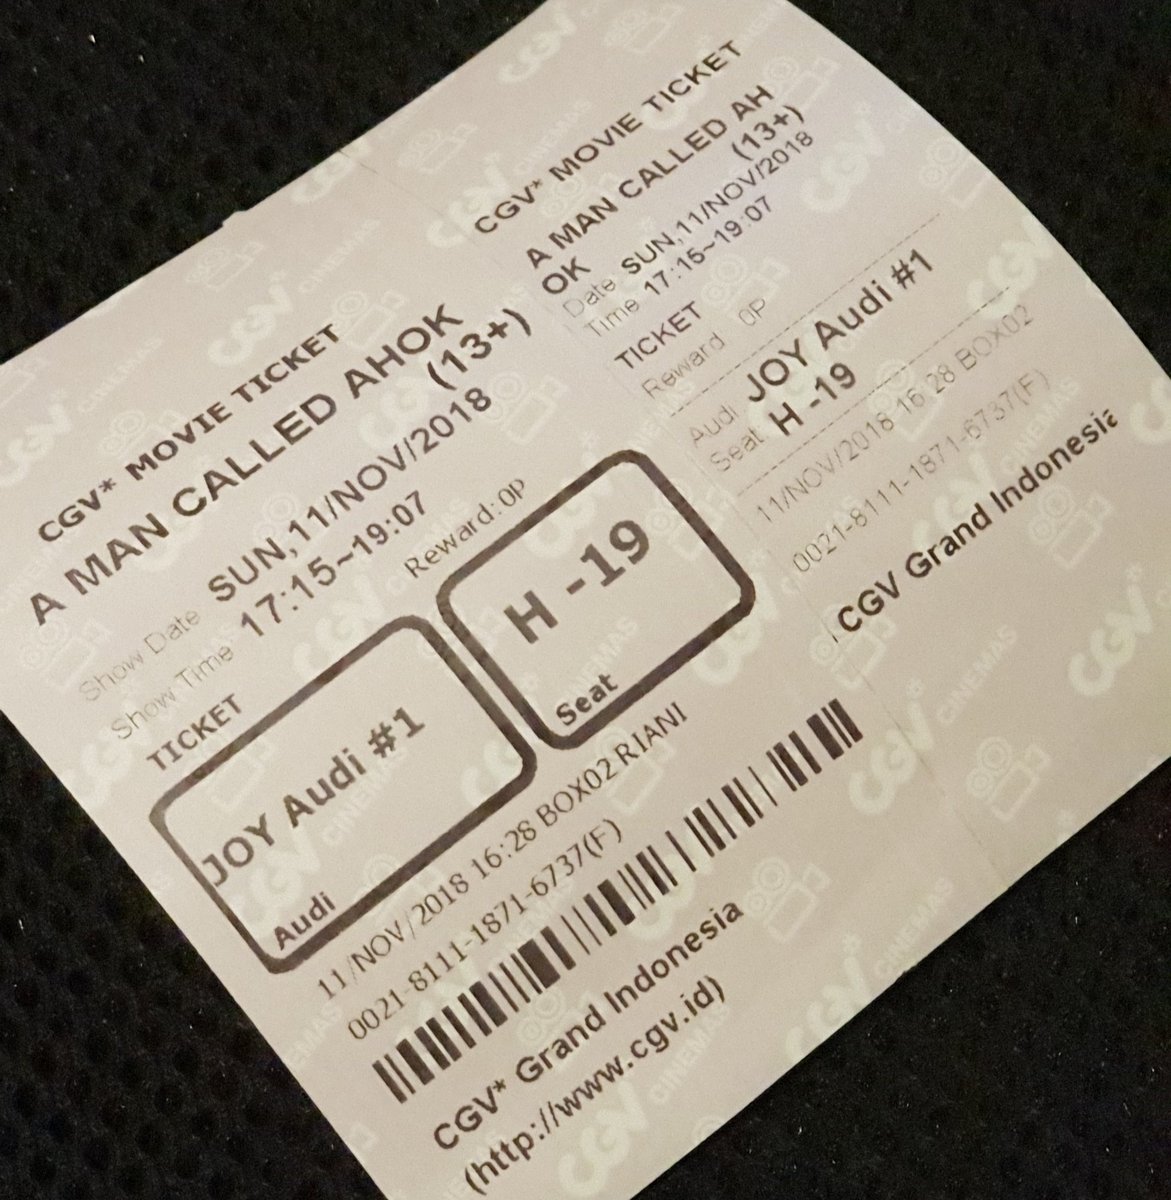 CGV* MOVIE TICKET
A MAN CALLED AHOK
(13+)
Show Date SUN,11/NOV/2018
Show Time 17:15~19:07
Reward:0P
TICKET
JOY Audi #1
Audi
H -19
Seat
11/NOV/2018 16:28 BOX02 RIANI
0021-8111-1871-6737(F)
CGV* Grand Indonesia
(http://www.cgv.id)
CGV* MOVIE TICKET
A MAN CALLED AH
OK (13+)
Date SUN,11/NOV/2018
Time 17:15~19:07
TICKET
Reward 0P
Audi JOY Audi #1
Seat H -19
11/NOV/2018 16:28 BOX02
0021-8111-1871-6737(F)
CGV Grand Indonesia
CGV* CINEMAS